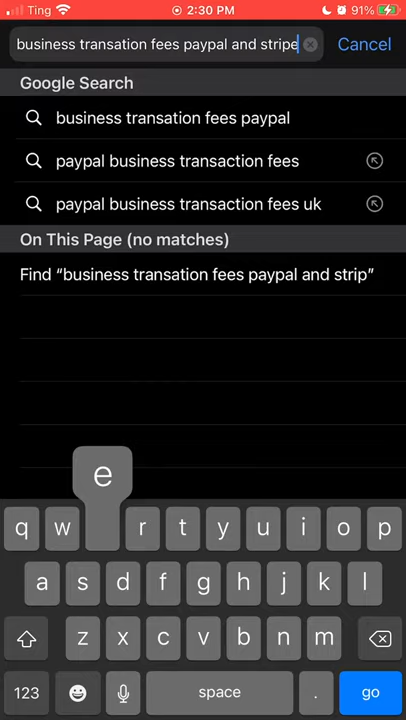 Ting 2:30 PM 91%
business transation fees paypal and stripe Cancel
Google Search
business transation fees paypal
paypal business transaction fees
paypal business transaction fees uk
On This Page (no matches)
Find “business transation fees paypal and strip”
e
q w r t y u i o p
a s d f g h j k l
z x c v b n m
123 space . go